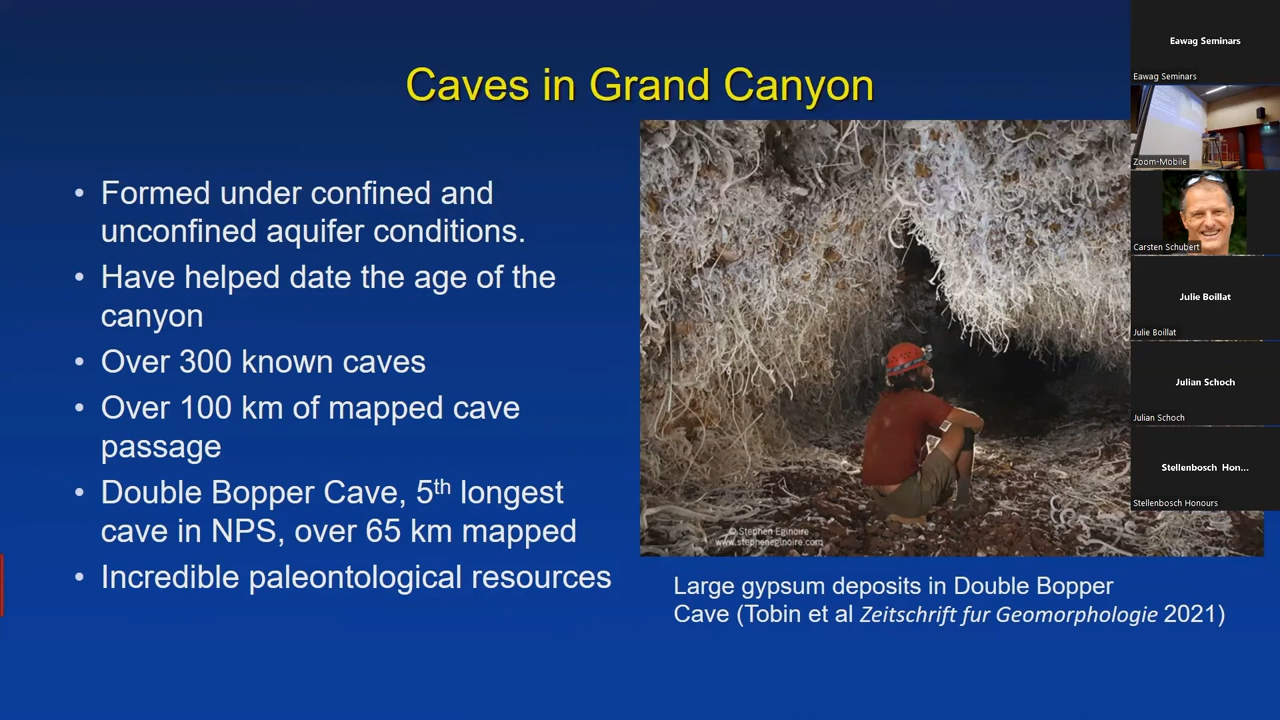 Caves in Grand Canyon
• Formed under confined and
unconfined aquifer conditions.
• Have helped date the age of the
canyon
• Over 300 known caves
• Over 100 km of mapped cave
passage
• Double Bopper Cave, 5th longest
cave in NPS, over 65 km mapped
• Incredible paleontological resources
© Stephen Eginoire
www.stepheneginoire.com
Large gypsum deposits in Double Bopper
Cave (Tobin et al Zeitschrift fur Geomorphologie 2021)
Eawag Seminars
Eawag Seminars
Zoom-Mobile
Carsten Schubert
Julie Boillat
Julie Boillat
Julian Schoch
Julian Schoch
Stellenbosch Hon...
Stellenbosch Honours